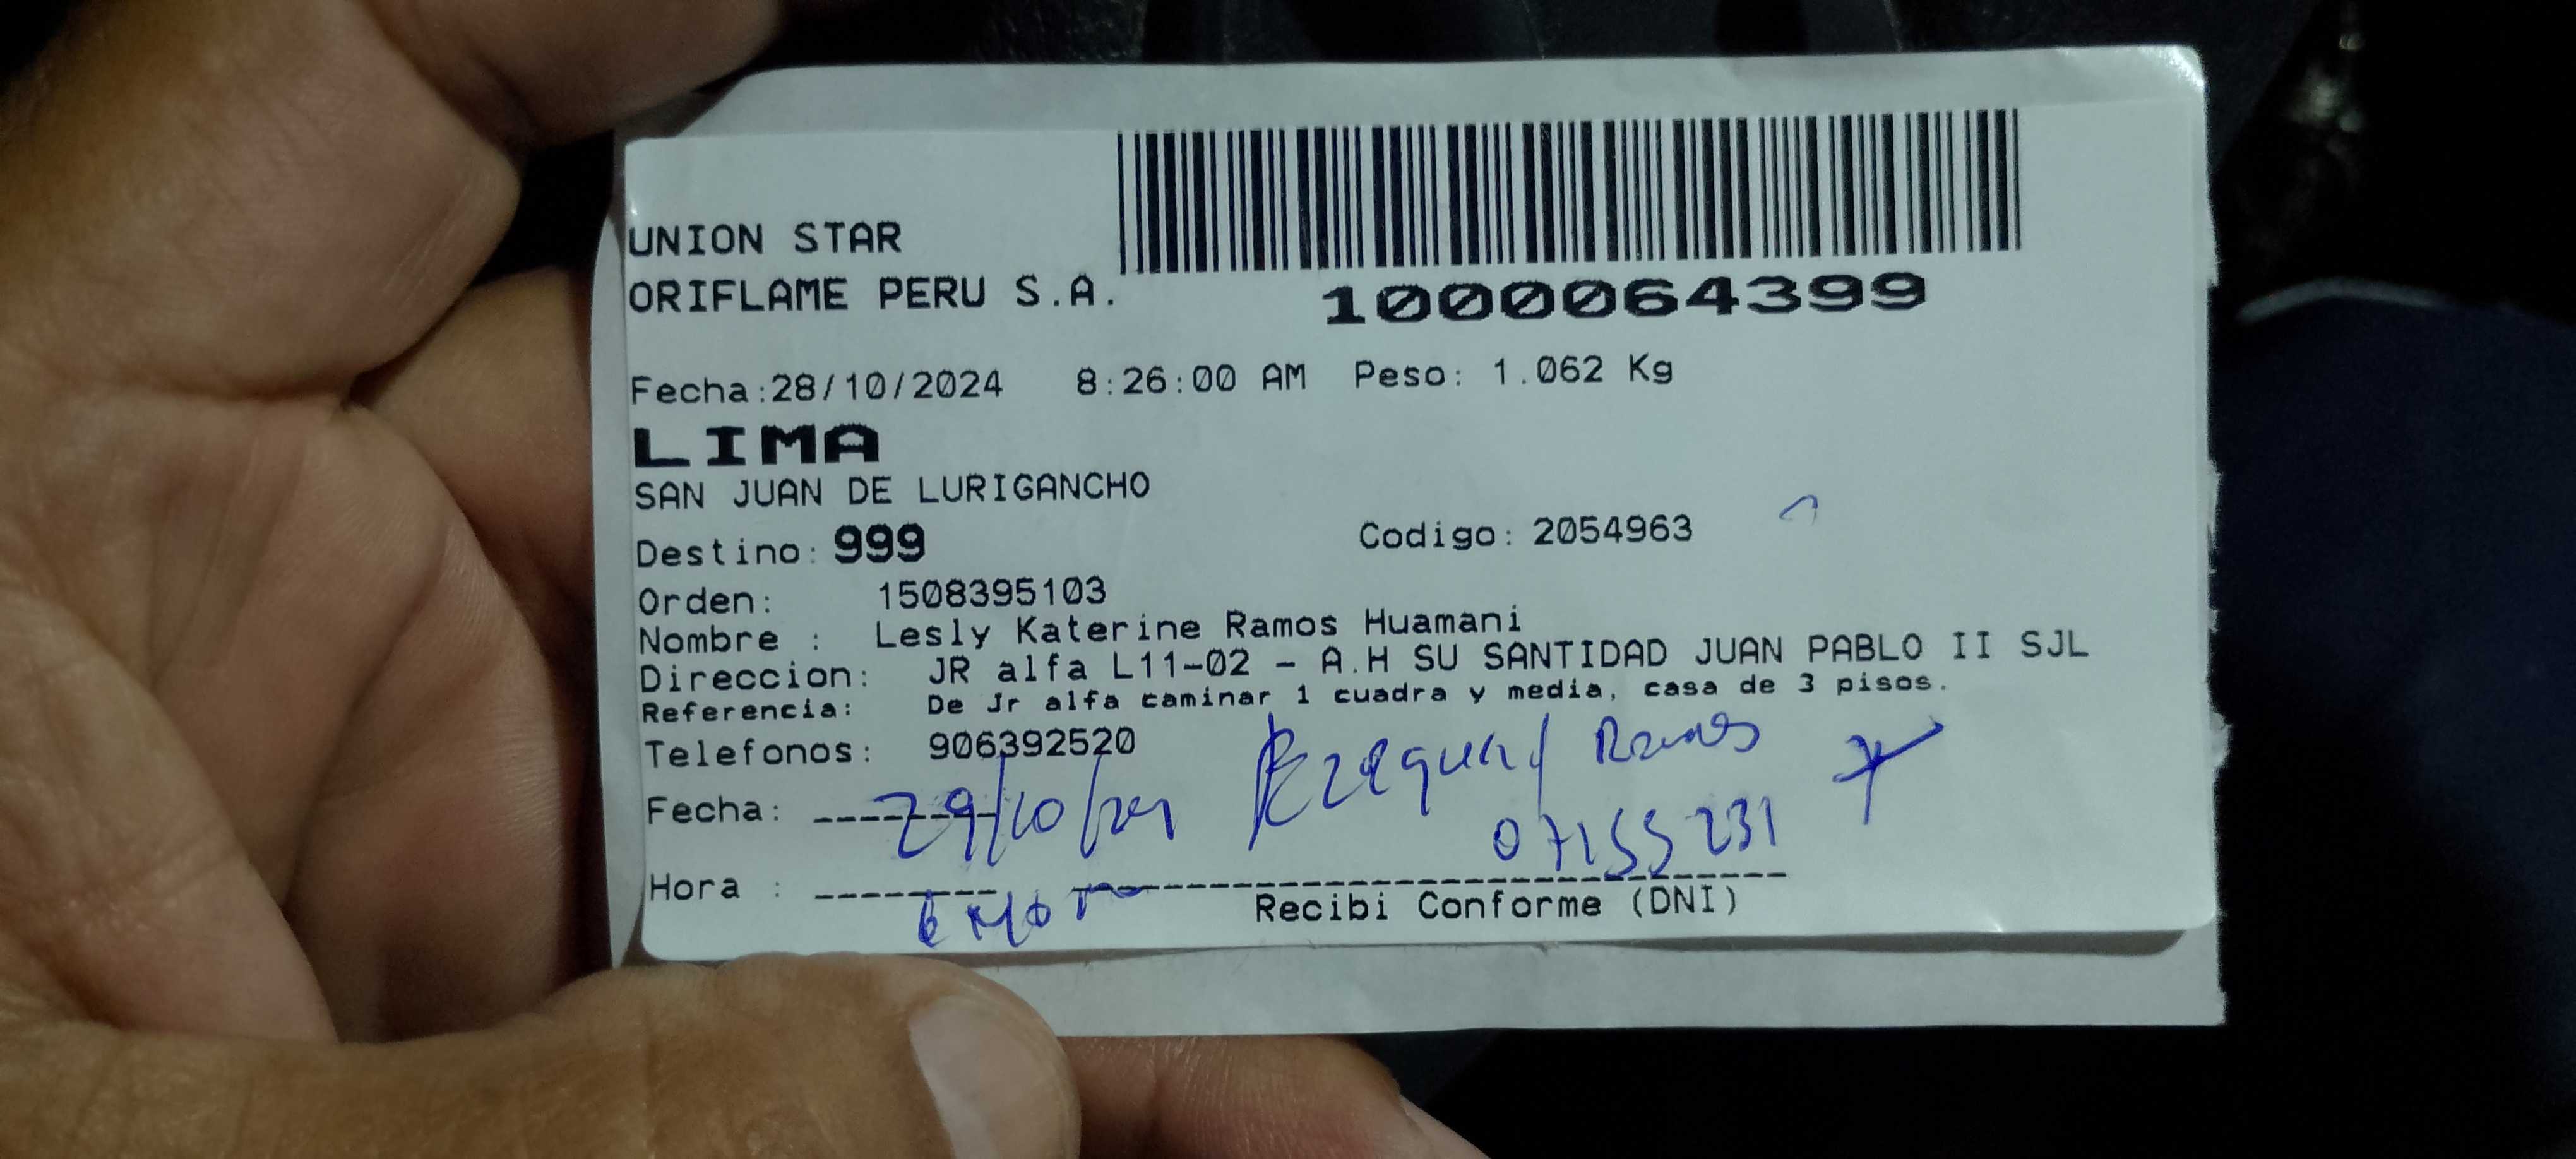 UNION STAR
ORIFLAME PERU S.A.
1000064399
Fecha:28/10/2024 8:26:00 AM Peso: 1.062 Kg
LIMA
SAN JUAN DE LURIGANCHO
Destino: 999 Codigo: 2054963
Orden: 1508395103
Nombre : Lesly Katerine Ramos Huamani
Direccion: JR alfa L11-02 - A.H SU SANTIDAD JUAN PABLO II SJL
Referencia: De Jr alfa caminar 1 cuadra y media, casa de 3 pisos.
Telefonos: 906392520
Ezequiel Ramos
Fecha: 29/10/
07155231
Hora :
Recibi Conforme (DNI)